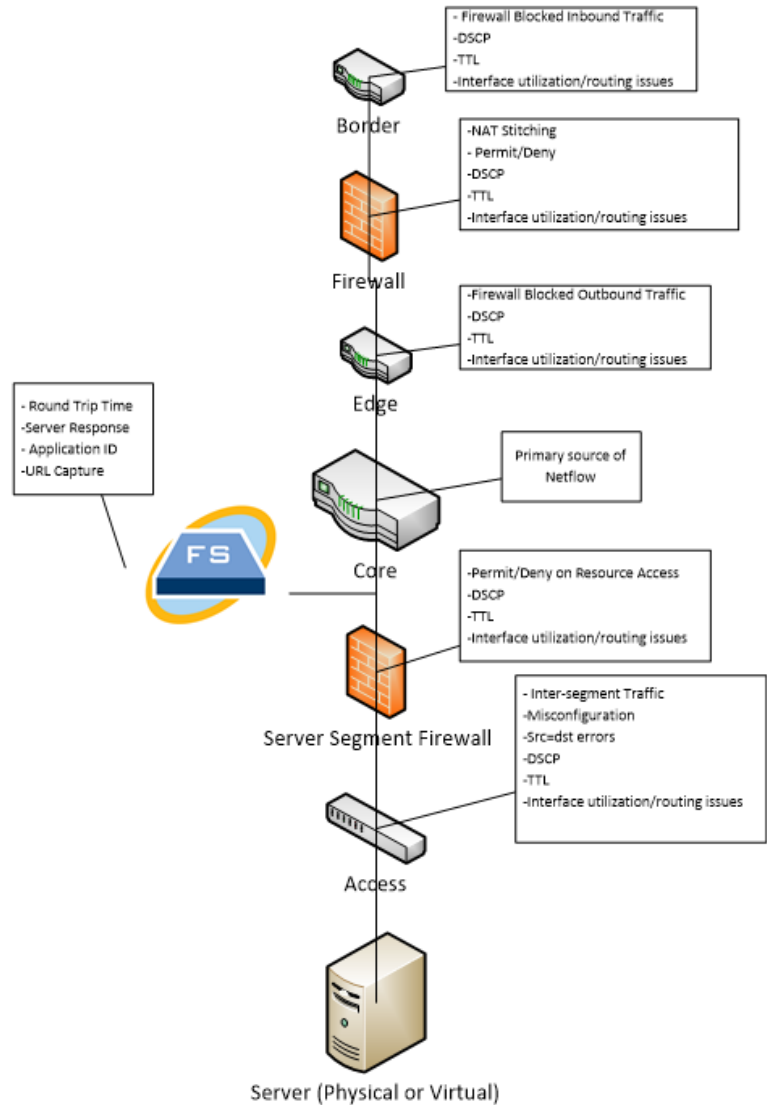 - Firewall Blocked Inbound Traffic
-DSCP
-TTL
-Interface utilization/routing issues
Border
-NAT Stitching
- Permit/Deny
-DSCP
-TTL
-Interface utilization/routing issues
Firewall
-Firewall Blocked Outbound Traffic
-DSCP
-TTL
-Interface utilization/routing issues
Edge
- Round Trip Time
-Server Response
- Application ID
-URL Capture
Primary source of
Netflow
FS
Core
-Permit/Deny on Resource Access
-DSCP
-TTL
-Interface utilization/routing issues
Server Segment Firewall
- Inter-segment Traffic
-Misconfiguration
-Src=dst errors
-DSCP
-TTL
-Interface utilization/routing issues
Access
Server (Physical or Virtual)